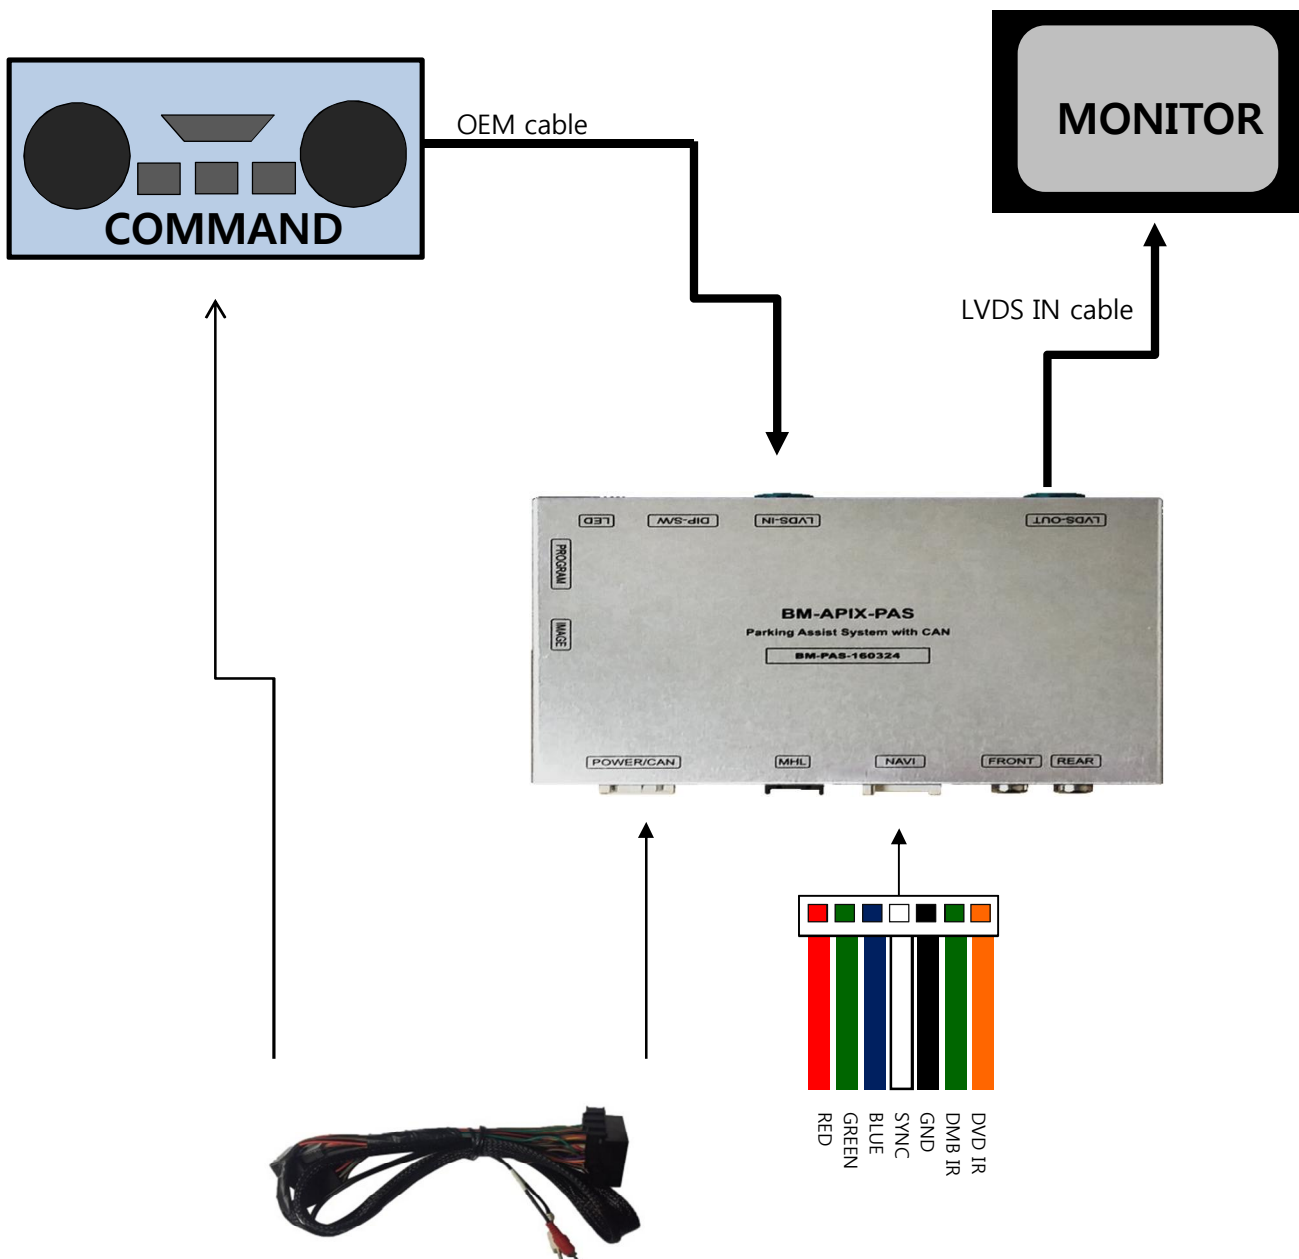 COMMAND
OEM cable
MONITOR
LVDS IN cable
LED
DIP-S/W
LVDS-IN
LVDS-OUT
PROGRAM
IMAGE
BM-APIX-PAS
Parking Assist System with CAN
BM-PAS-160324
POWER/CAN
MHL
NAVI
FRONT
REAR
RED
GREEN
BLUE
SYNC
GND
DMB IR
DVD IR